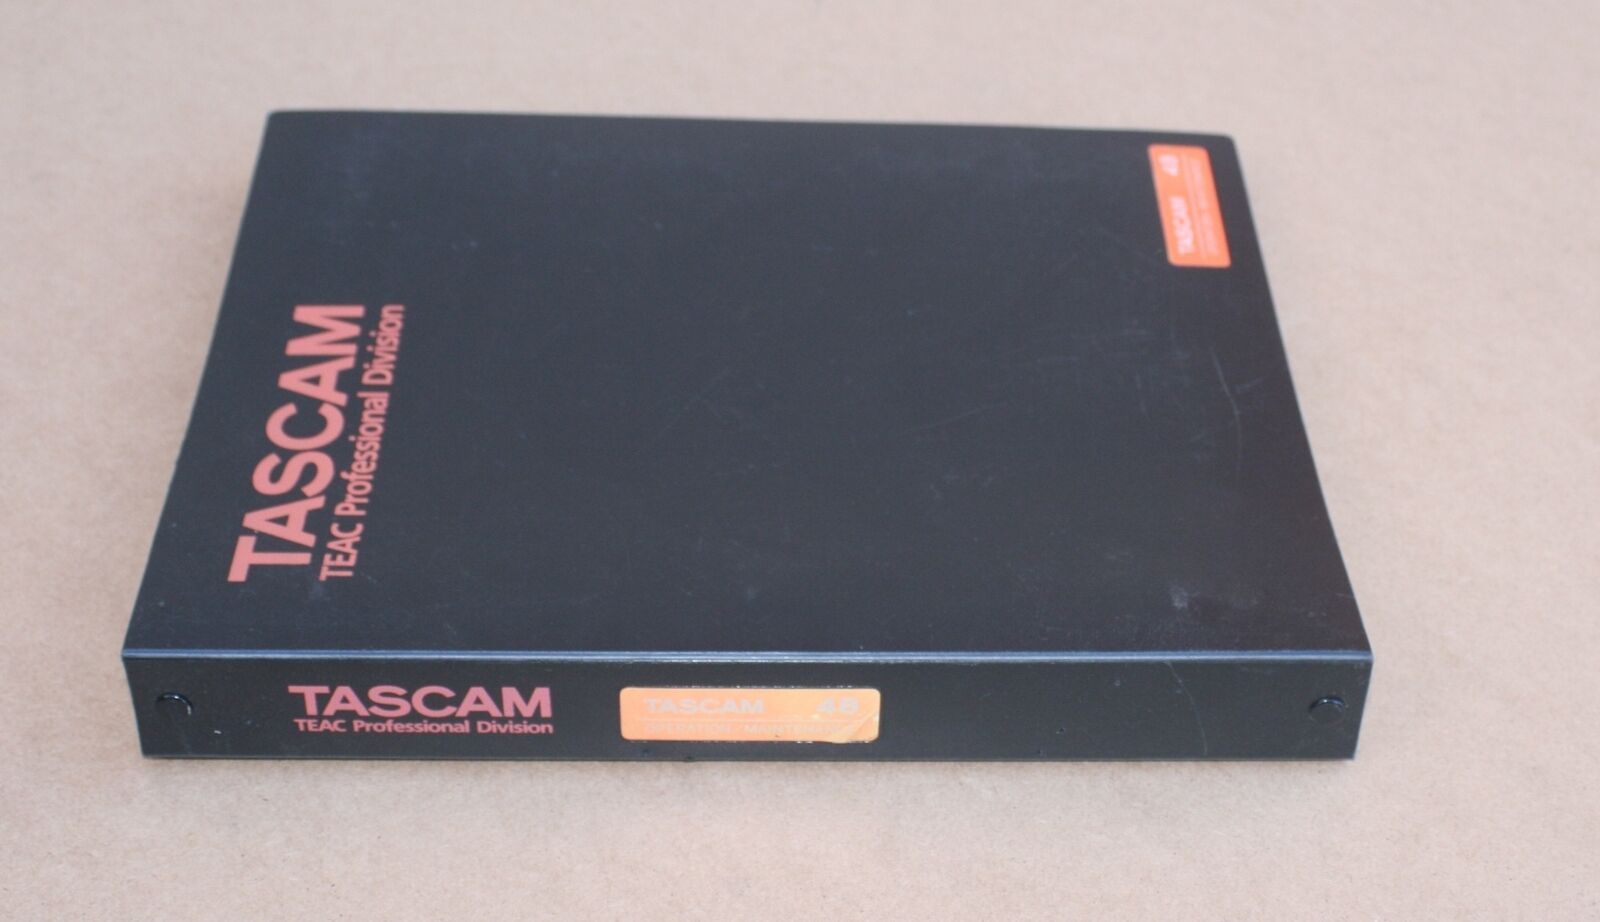 TASCAM
TEAC Professional Division
TASCAM 48
TASCAM
TEAC Professional Division
TASCAM 48
OPERATION / MAINTENANCE